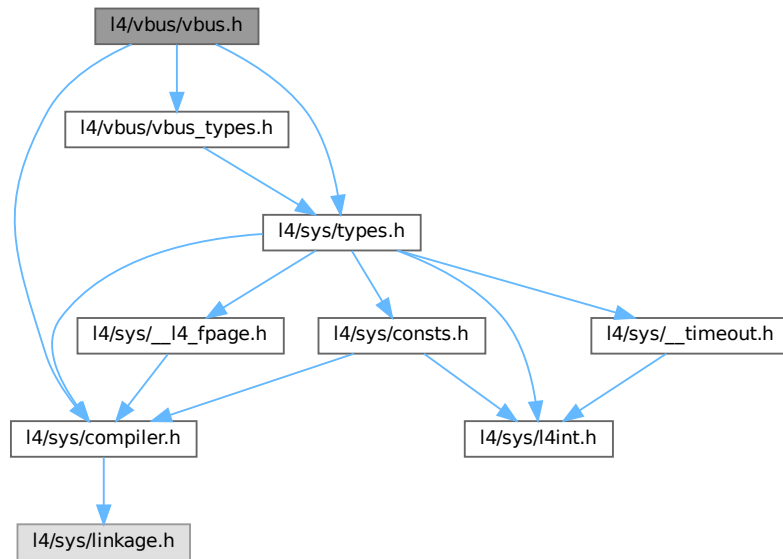 l4/vbus/vbus.h
l4/vbus/vbus_types.h
l4/sys/types.h
l4/sys/__l4_fpage.h
l4/sys/consts.h
l4/sys/__timeout.h
l4/sys/compiler.h
l4/sys/l4int.h
l4/sys/linkage.h